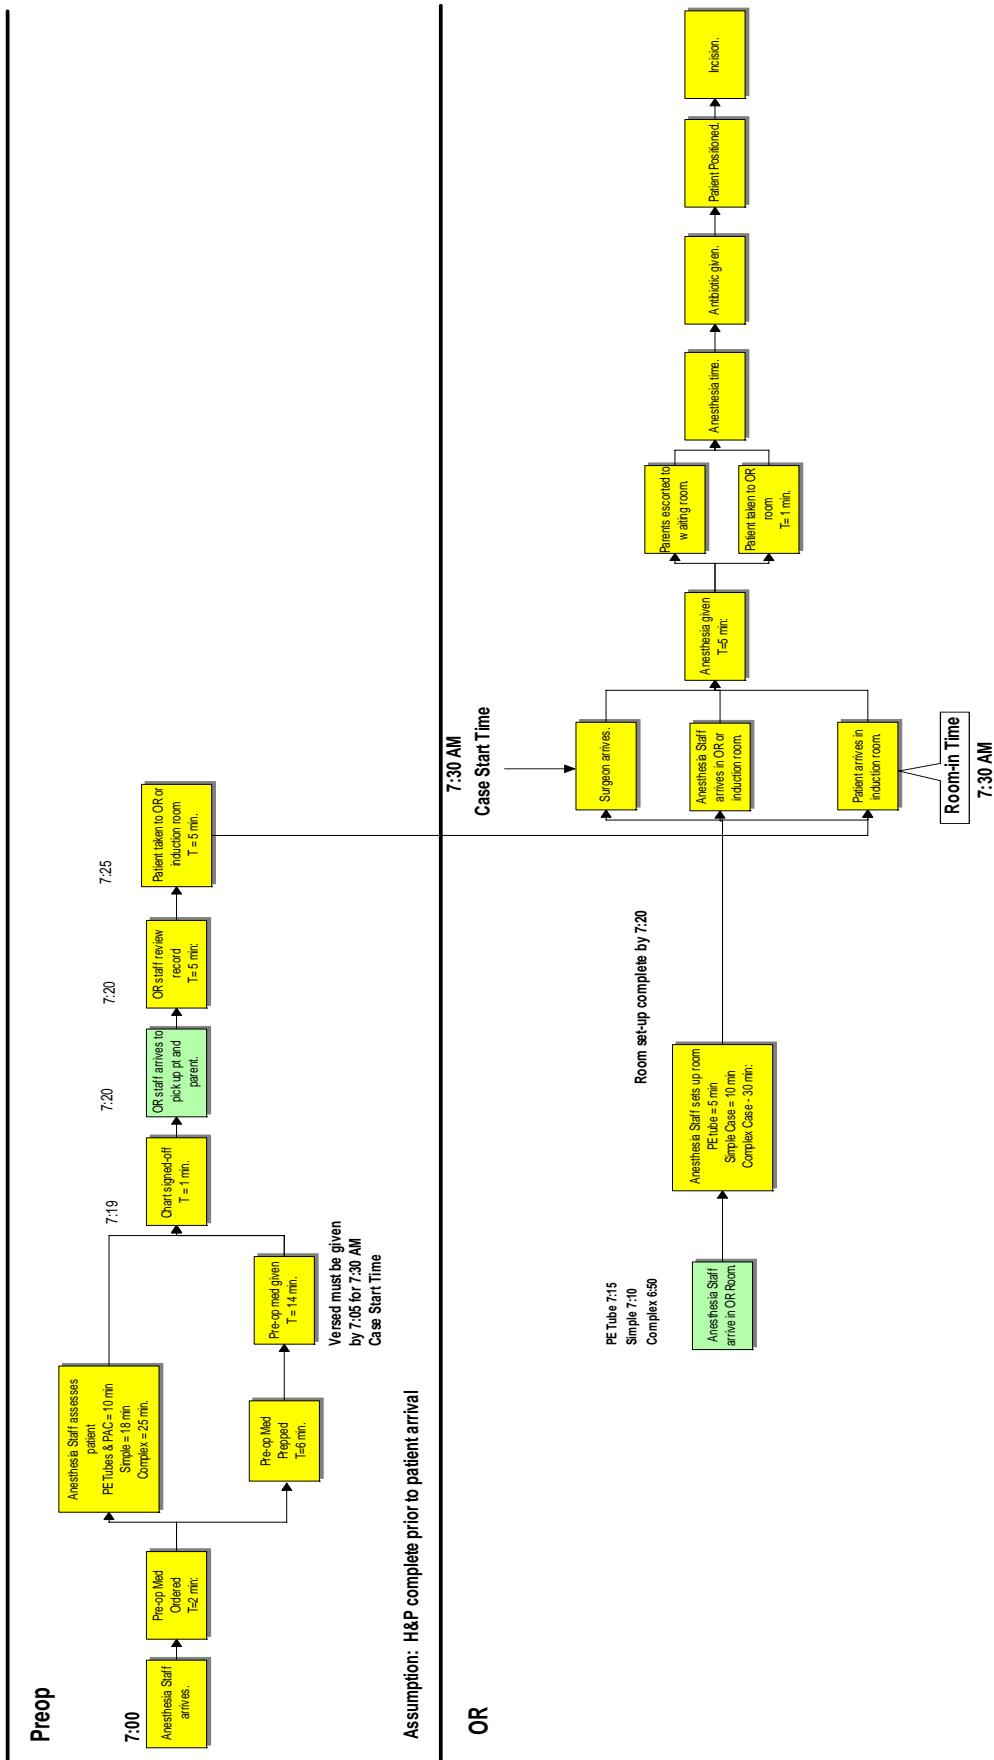 Preop
7:00
Anesthesia Staff
arrives.
Pre-op Med
Ordered
T=2 min:
Anesthesia Staff assesses
patient
PE Tubes & PAC = 10 min
Simple = 18 min
Complex = 25 min.
Pre-op Med
Prepped
T=6 min.
Pre-op med given
T = 14 min.
Versed must be given
by 7:05 for 7:30 AM
Case Start Time
7:19
Chart signed-off
T = 1 min.
7:20
OR staff arrives to
pick up pt and
parent.
7:20
OR staff review
record
T= 5 min:
7:25
Patient taken to OR or
induction room
T = 5 min.
Assumption: H&P complete prior to patient arrival
OR
PE Tube 7:15
Simple 7:10
Complex 6:50
Anesthesia Staff
arrive in OR Room.
Anesthesia Staff sets up room
PE tube = 5 min
Simple Case = 10 min
Complex Case - 30 min:
Room set-up complete by 7:20
7:30 AM
Case Start Time
Surgeon arrives.
Anesthesia Staff
arrives in OR or
induction room.
Patient arrives in
induction room.
Room-in Time
7:30 AM
Anesthesia given
T=5 min:
Parents escorted to
w aiting room.
Patient taken to OR
room
T= 1 min.
Anesthesia time.
Antibiotic given.
Patient Positioned.
Incision.